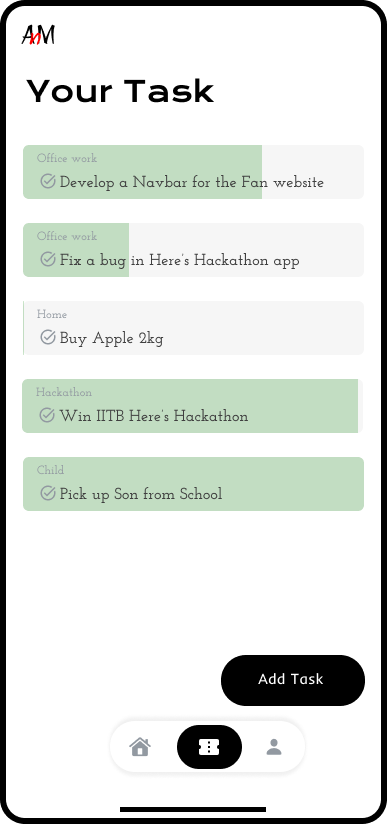 AnM
Your Task
Office work
Develop a Navbar for the Fan website
Office work
Fix a bug in Here's Hackathon app
Home
Buy Apple 2kg
Hackathon
Win IITB Here's Hackathon
Child
Pick up Son from School
Add Task